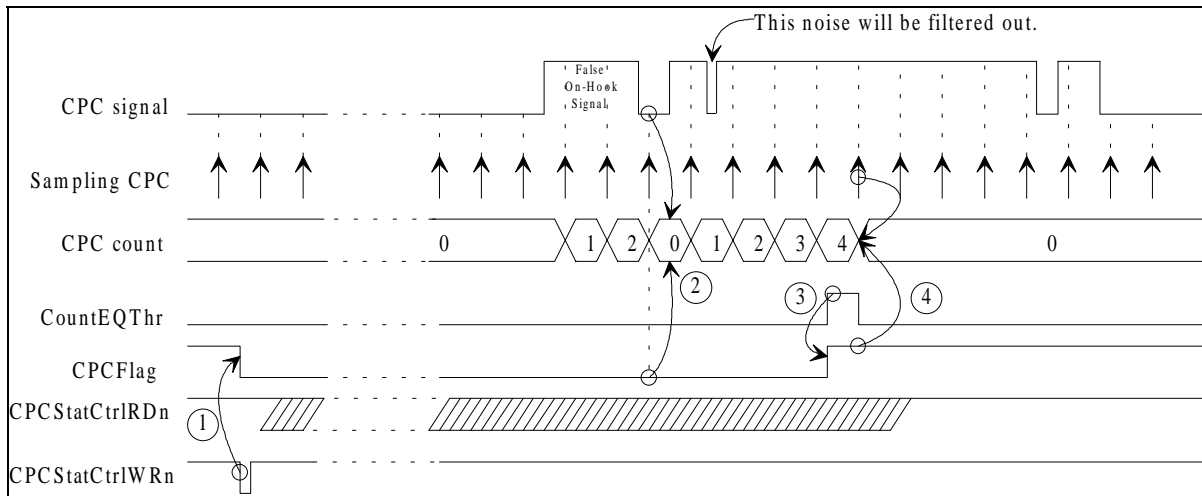 This noise will be filtered out.
False
On-Hook
Signal
CPC signal
Sampling CPC
CPC count
0 1 2 0 1 2 3 4 0
2
3
4
CountEQThr
CPCFlag
CPCStatCtrlRDn
1
CPCStatCtrlWRn